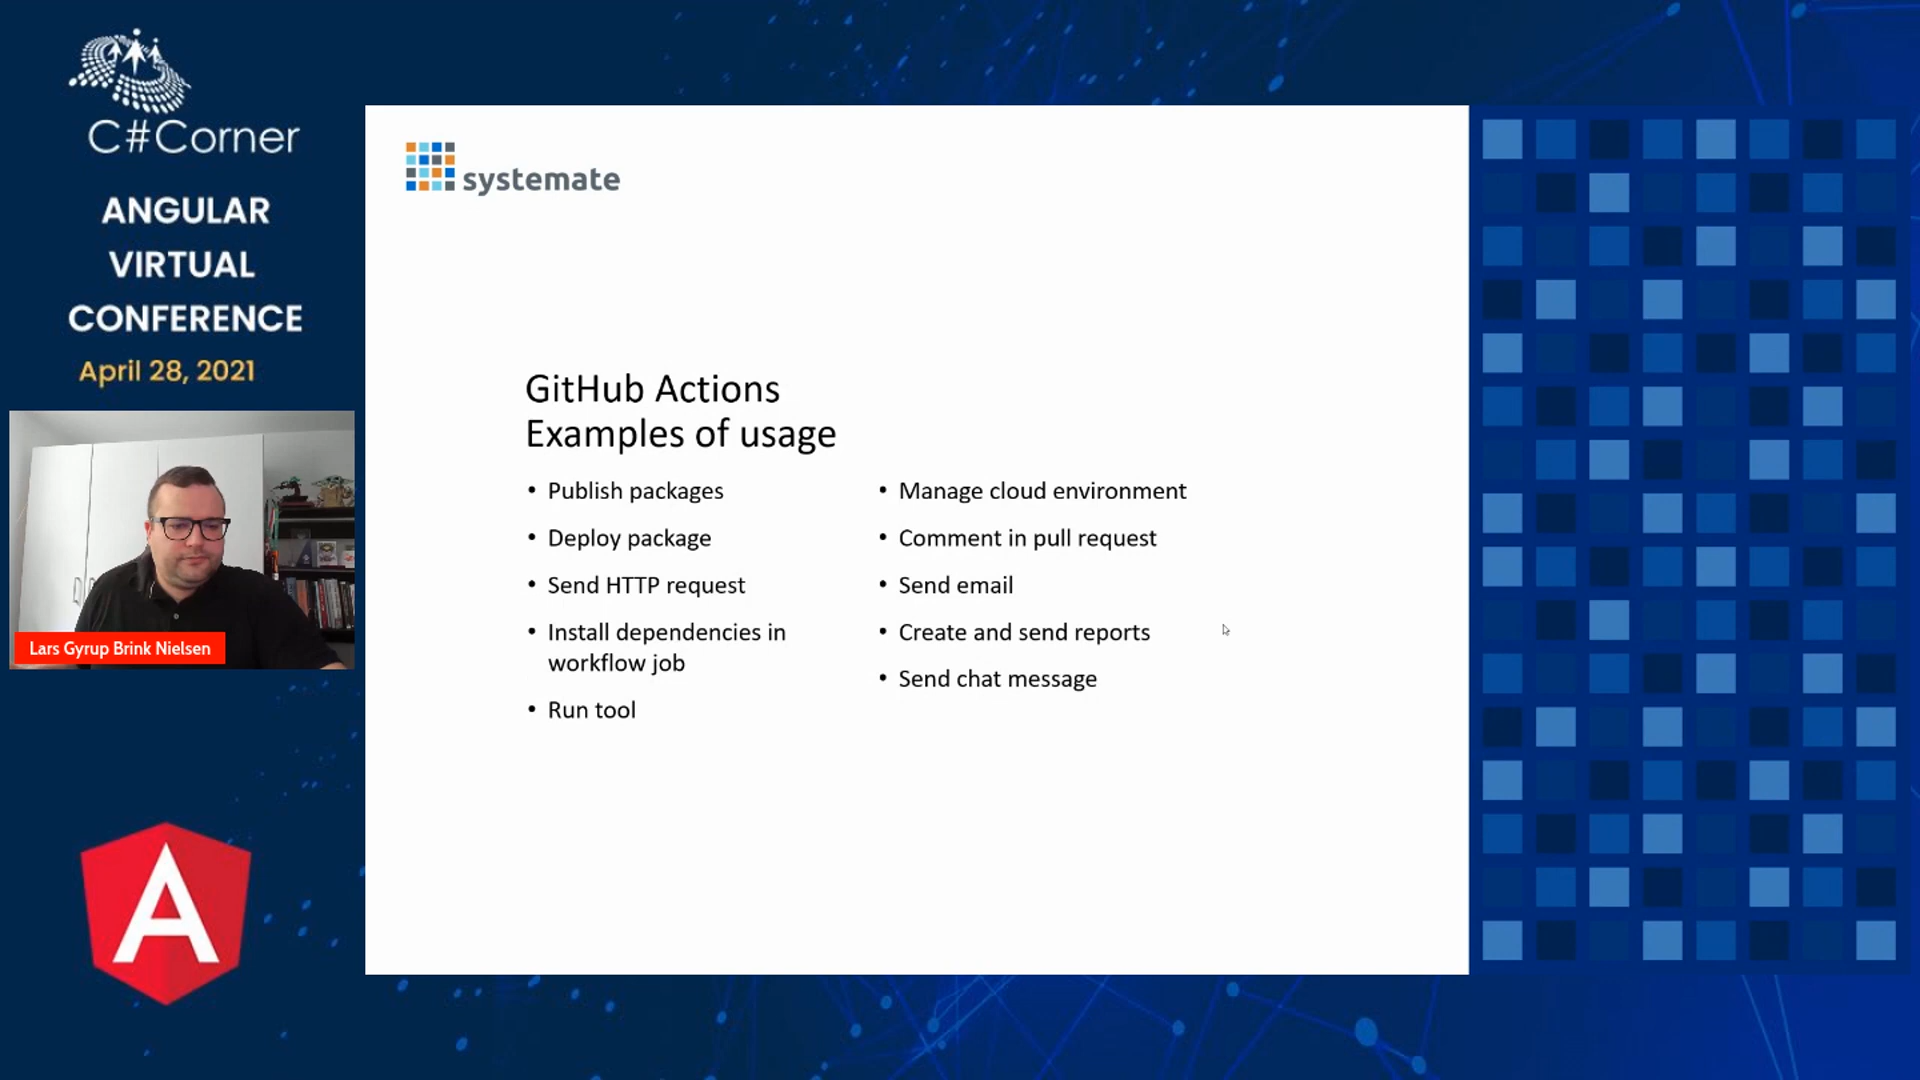 C#Corner
ANGULAR
VIRTUAL
CONFERENCE
April 28, 2021
Lars Gyrup Brink Nielsen
A
systemate
GitHub Actions
Examples of usage
• Publish packages
• Deploy package
• Send HTTP request
• Install dependencies in
workflow job
• Run tool
• Manage cloud environment
• Comment in pull request
• Send email
• Create and send reports
• Send chat message